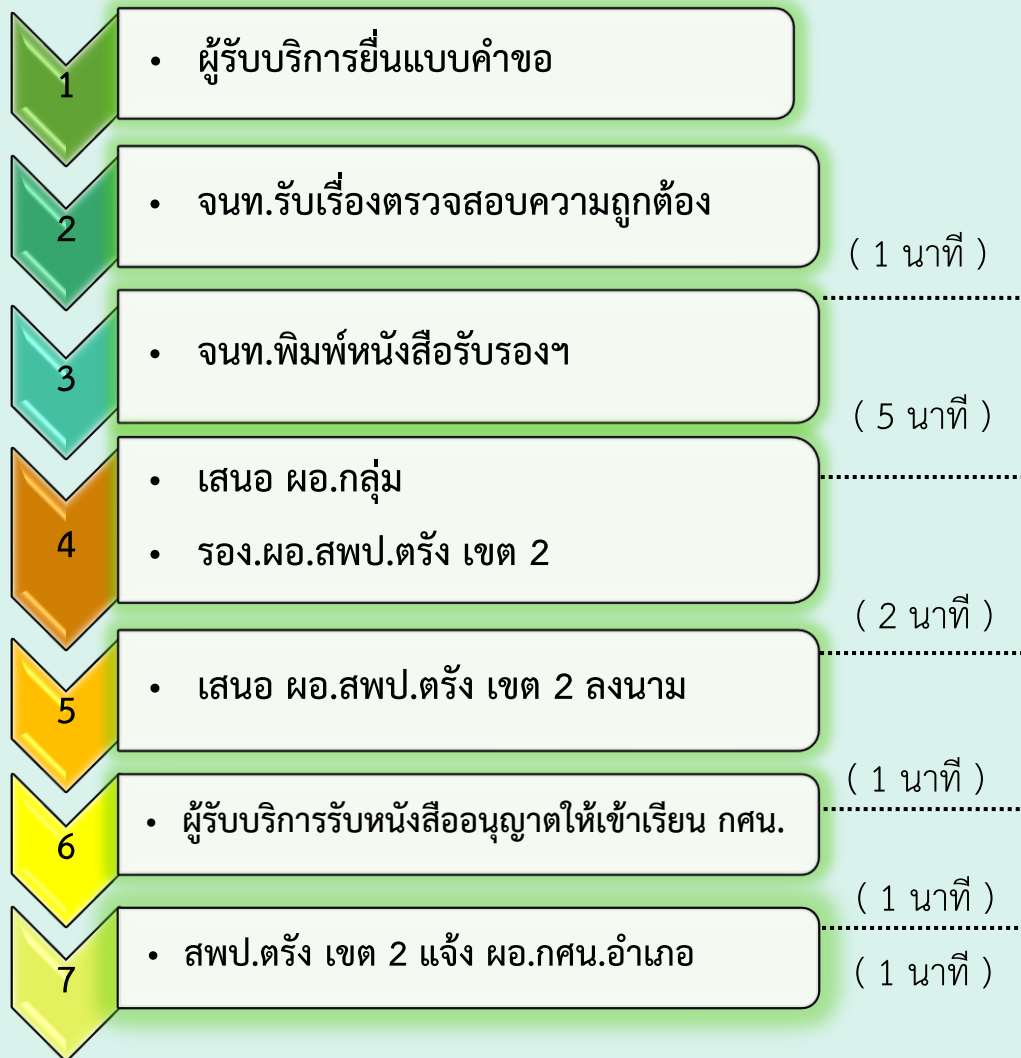 1
• ผู้รับบริการยื่นแบบคำขอ
2
• จนท.รับเรื่องตรวจสอบความถูกต้อง
( 1 นาที )
3
• จนท.พิมพ์หนังสือรับรองฯ
( 5 นาที )
4
• เสนอ ผอ.กลุ่ม
• รอง.ผอ.สพป.ตรัง เขต 2
( 2 นาที )
5
• เสนอ ผอ.สพป.ตรัง เขต 2 ลงนาม
( 1 นาที )
6
• ผู้รับบริการรับหนังสืออนุญาตให้เข้าเรียน กศน.
( 1 นาที )
7
• สพป.ตรัง เขต 2 แจ้ง ผอ.กศน.อำเภอ
( 1 นาที )